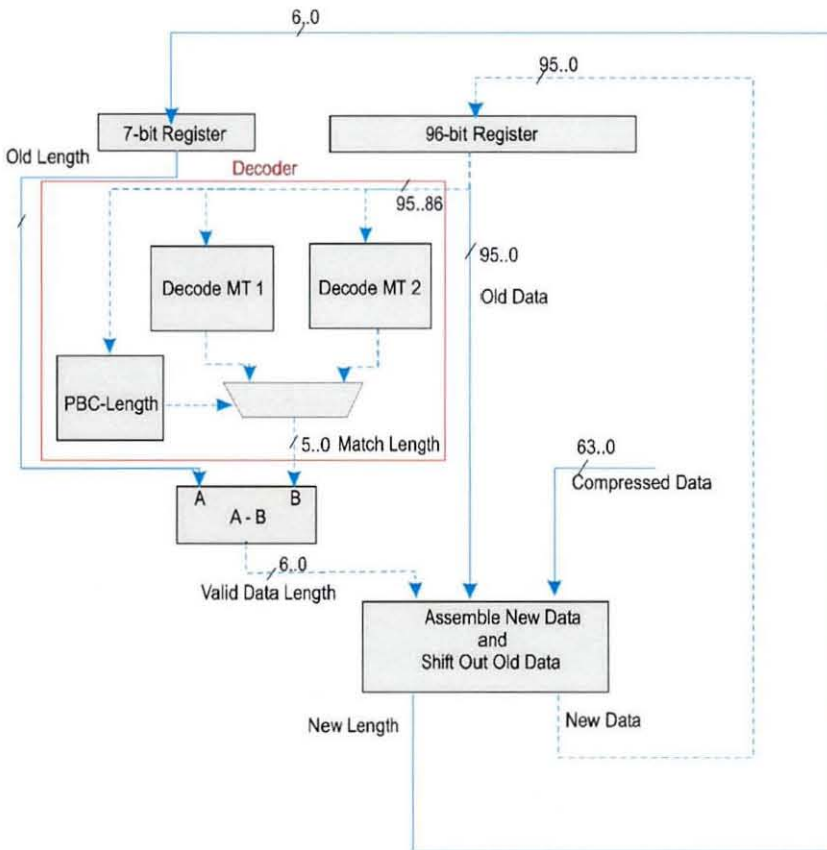 6..0
95..0
7-bit Register
96-bit Register
Old Length
Decoder
95..86
Decode MT 1
Decode MT 2
95..0
Old Data
PBC-Length
5..0 Match Length
63..0
Compressed Data
A
B
A - B
6..0
Valid Data Length
Assemble New Data
and
Shift Out Old Data
New Length
New Data